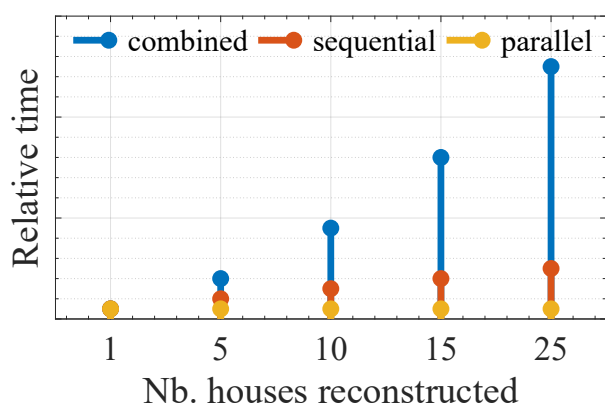 combined sequential parallel
Relative time
1 5 10 15 25
Nb. houses reconstructed